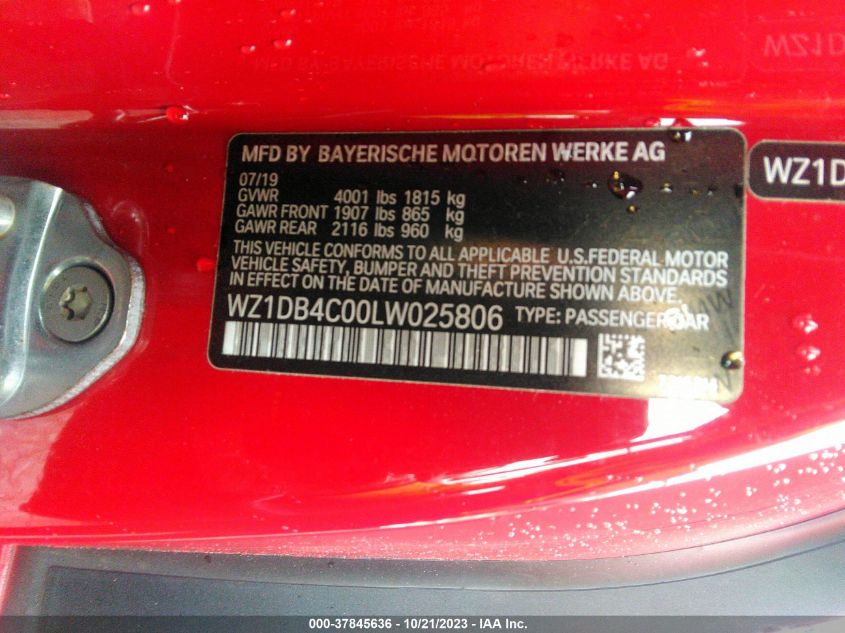 MFD BY BAYERISCHE MOTOREN WERKE AG
07/19
GVWR 4001 lbs 1815 kg
GAWR FRONT 1907 lbs 865 kg
GAWR REAR 2116 lbs 960 kg
THIS VEHICLE CONFORMS TO ALL APPLICABLE U.S.FEDERAL MOTOR
VEHICLE SAFETY, BUMPER AND THEFT PREVENTION STANDARDS
IN EFFECT ON THE DATE OF MANUFACTURE SHOWN ABOVE.
WZ1DB4C00LW025806 TYPE: PASSENGER CAR
WZ1D
000-37845636 - 10/21/2023 - IAA Inc.